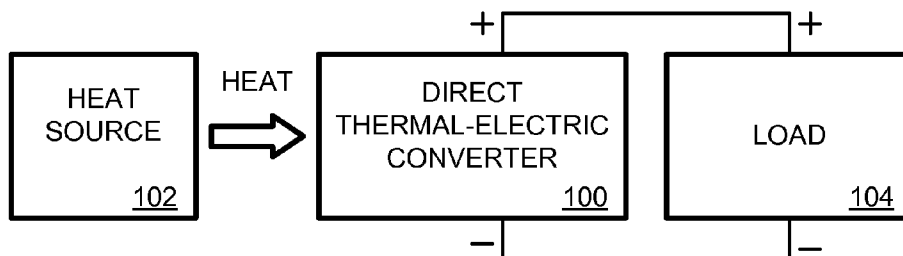 + +
HEAT
SOURCE
102
HEAT
DIRECT
THERMAL-ELECTRIC
CONVERTER
100
LOAD
104
− −